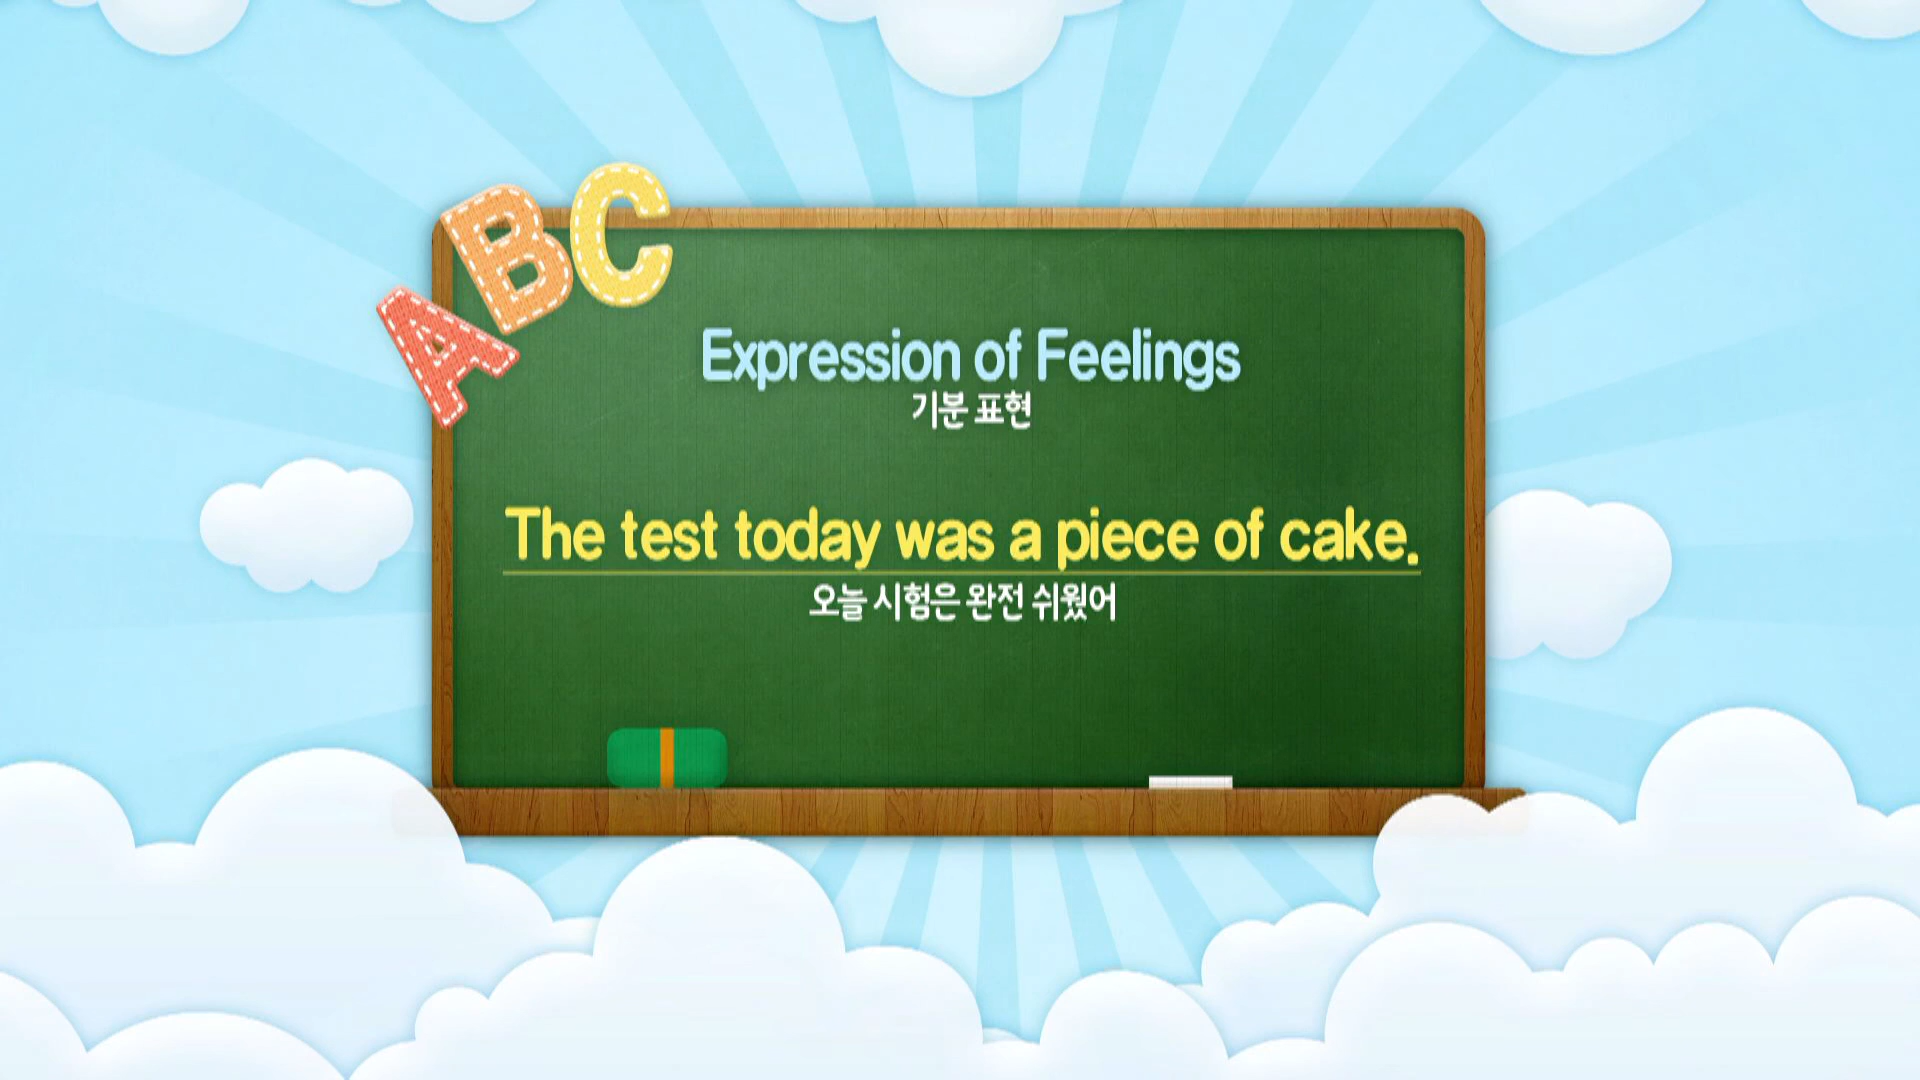 ABC
Expression of Feelings
기분 표현
The test today was a piece of cake.
오늘 시험은 완전 쉬웠어